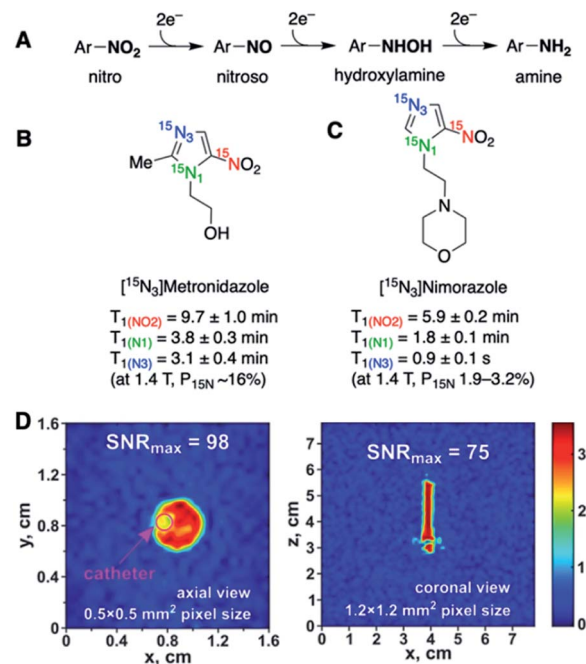 A
2e⁻ 2e⁻ 2e⁻
Ar–NO₂ Ar–NO Ar–NHOH Ar–NH₂
nitro nitroso hydroxylamine amine
B
¹⁵N₃
Me
¹⁵N₁
¹⁵NO₂
OH
[¹⁵N₃]Metronidazole
T₁(NO2) = 9.7 ± 1.0 min
T₁(N1) = 3.8 ± 0.3 min
T₁(N3) = 3.1 ± 0.4 min
(at 1.4 T, P₁₅N ~16%)
C
¹⁵N₃
¹⁵N₁
¹⁵NO₂
N
O
[¹⁵N₃]Nimorazole
T₁(NO2) = 5.9 ± 0.2 min
T₁(N1) = 1.8 ± 0.1 min
T₁(N3) = 0.9 ± 0.1 s
(at 1.4 T, P₁₅N 1.9–3.2%)
D
1.6
1.2
0.8
0.4
0
y, cm
SNRmax = 98
catheter
axial view
0.5×0.5 mm² pixel size
0 0.4 0.8 1.2 1.6
x, cm
7
6
5
4
3
2
1
0
z, cm
SNRmax = 75
coronal view
1.2×1.2 mm² pixel size
0 1 2 3 4 5 6 7
x, cm
3
2
1
0